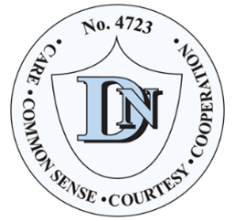 No. 4723
• CARE • COMMON SENSE • COURTESY • COOPERATION •
DN